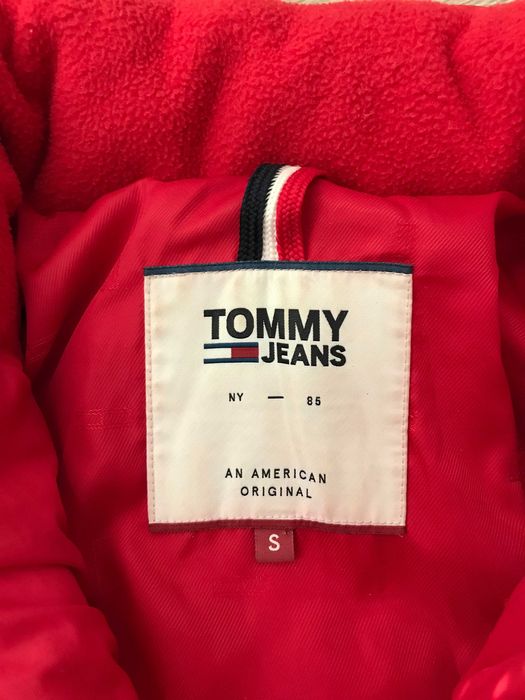 TOMMY
JEANS
NY — 85
AN AMERICAN
ORIGINAL
S